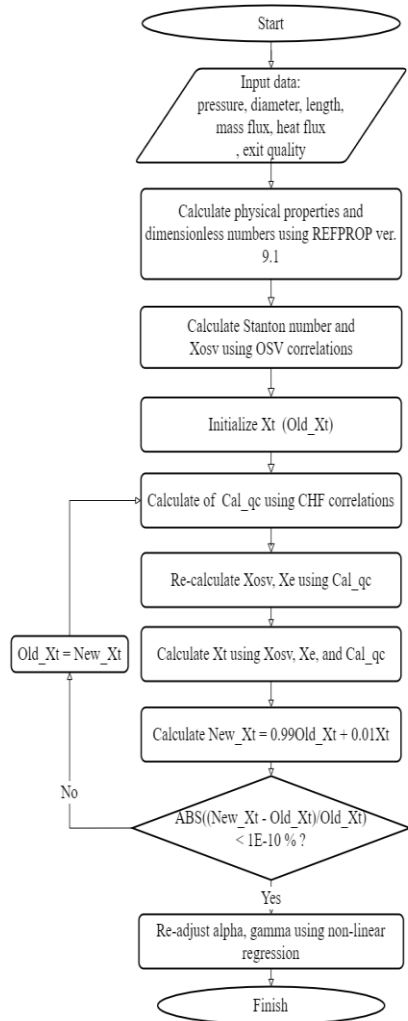 Start
Input data:
pressure, diameter, length,
mass flux, heat flux
, exit quality
Calculate physical properties and
dimensionless numbers using REFPROP ver.
9.1
Calculate Stanton number and
Xosv using OSV correlations
Initialize Xt (Old_Xt)
Calculate of Cal_qc using CHF correlations
Re-calculate Xosv, Xe using Cal_qc
Old_Xt = New_Xt
Calculate Xt using Xosv, Xe, and Cal_qc
Calculate New_Xt = 0.99Old_Xt + 0.01Xt
No
ABS((New_Xt - Old_Xt)/Old_Xt)
< 1E-10 % ?
Yes
Re-adjust alpha, gamma using non-linear
regression
Finish